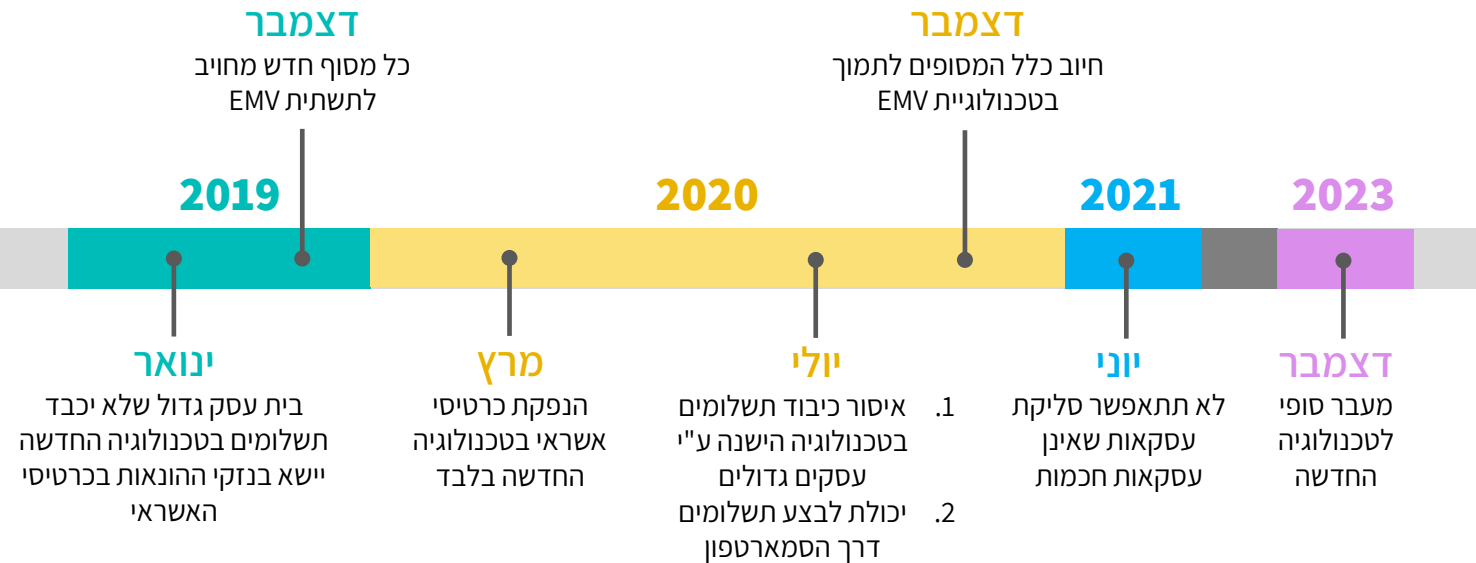 דצמבר
כל מסוף חדש מחויב
לתשתית EMV
דצמבר
חיוב כלל המסופים לתמוך
בטכנולוגיית EMV
2019
2020
2021
2023
ינואר
בית עסק גדול שלא יכבד
תשלומים בטכנולוגיה החדשה
יישא בנזקי ההונאות בכרטיסי
האשראי
מרץ
הנפקת כרטיסי
אשראי בטכנולוגיה
החדשה בלבד
יולי
1. איסור כיבוד תשלומים
בטכנולוגיה הישנה ע"י
עסקים גדולים
2. יכולת לבצע תשלומים
דרך הסמארטפון
יוני
לא תתאפשר סליקת
עסקאות שאינן
עסקאות חכמות
דצמבר
מעבר סופי
לטכנולוגיה
החדשה